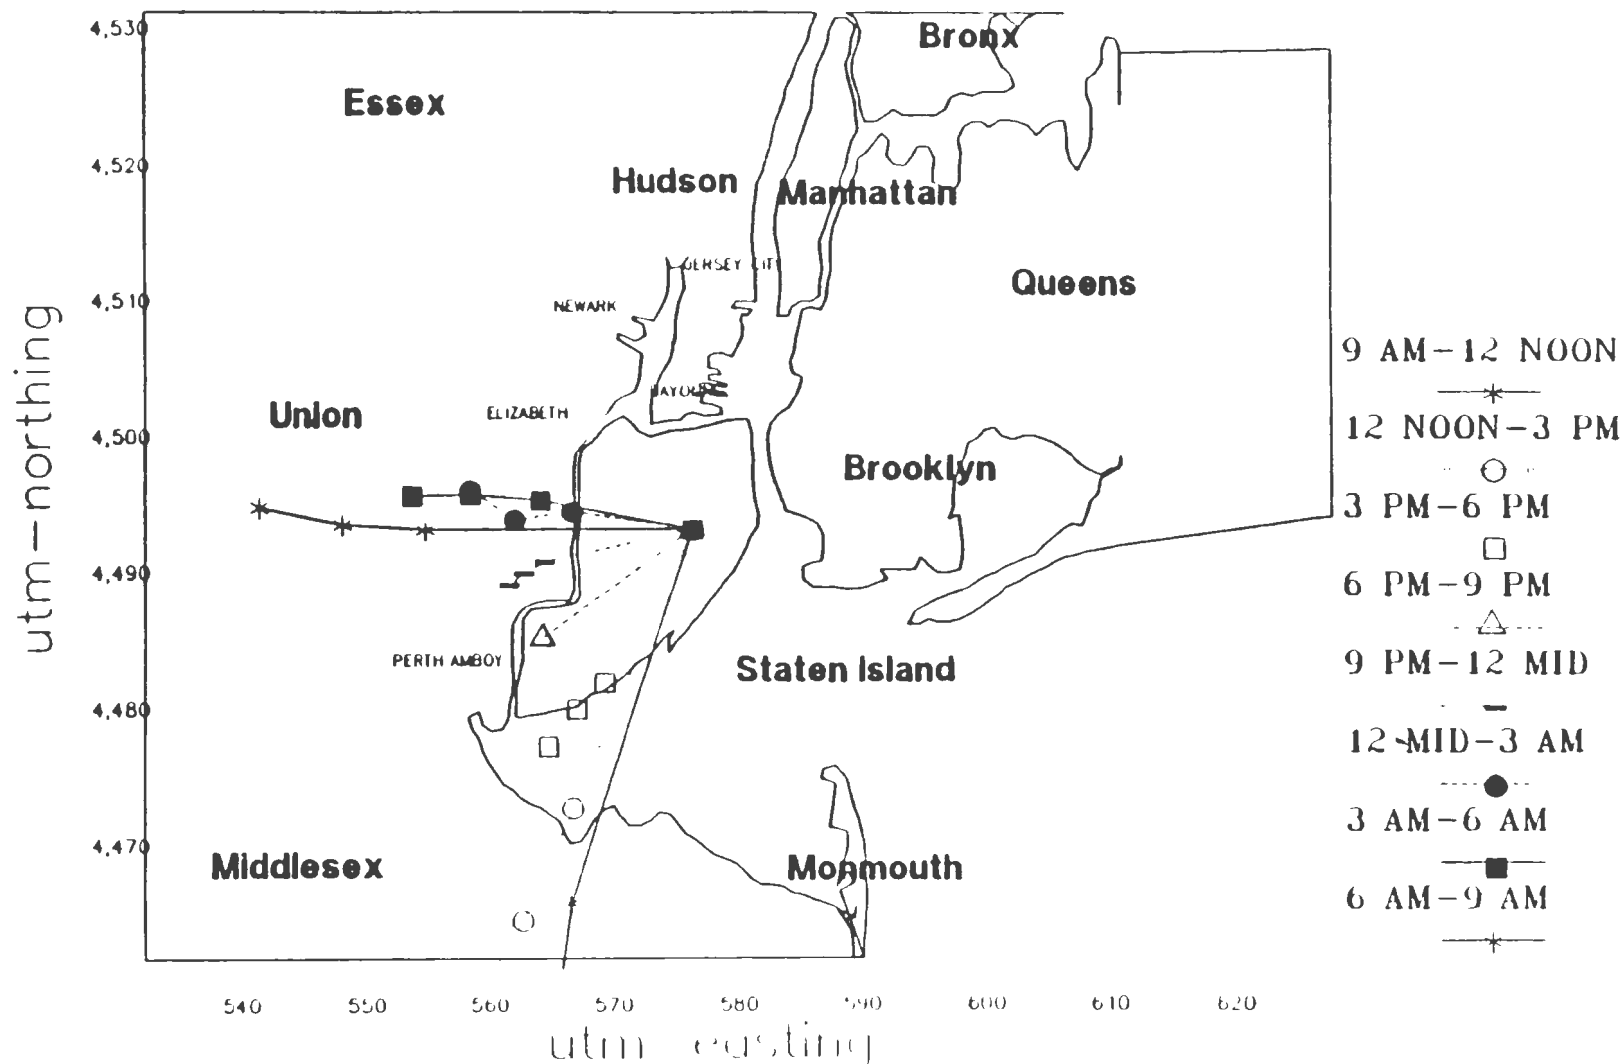 4,530
Bronx
Essex
4,520
Hudson
Manhattan
JERSEY CITY
Queens
4,510
NEWARK
9 AM-12 NOON
Union
ELIZABETH
4,500
12 NOON-3 PM
Brooklyn
3 PM-6 PM
4,490
6 PM-9 PM
PERTH AMBOY
Staten Island
9 PM-12 MID
4,480
12 MID-3 AM
3 AM-6 AM
4,470
Middlesex
Monmouth
6 AM-9 AM
540 550 560 570 580 590 600 610 620
utm easting
utm-northing